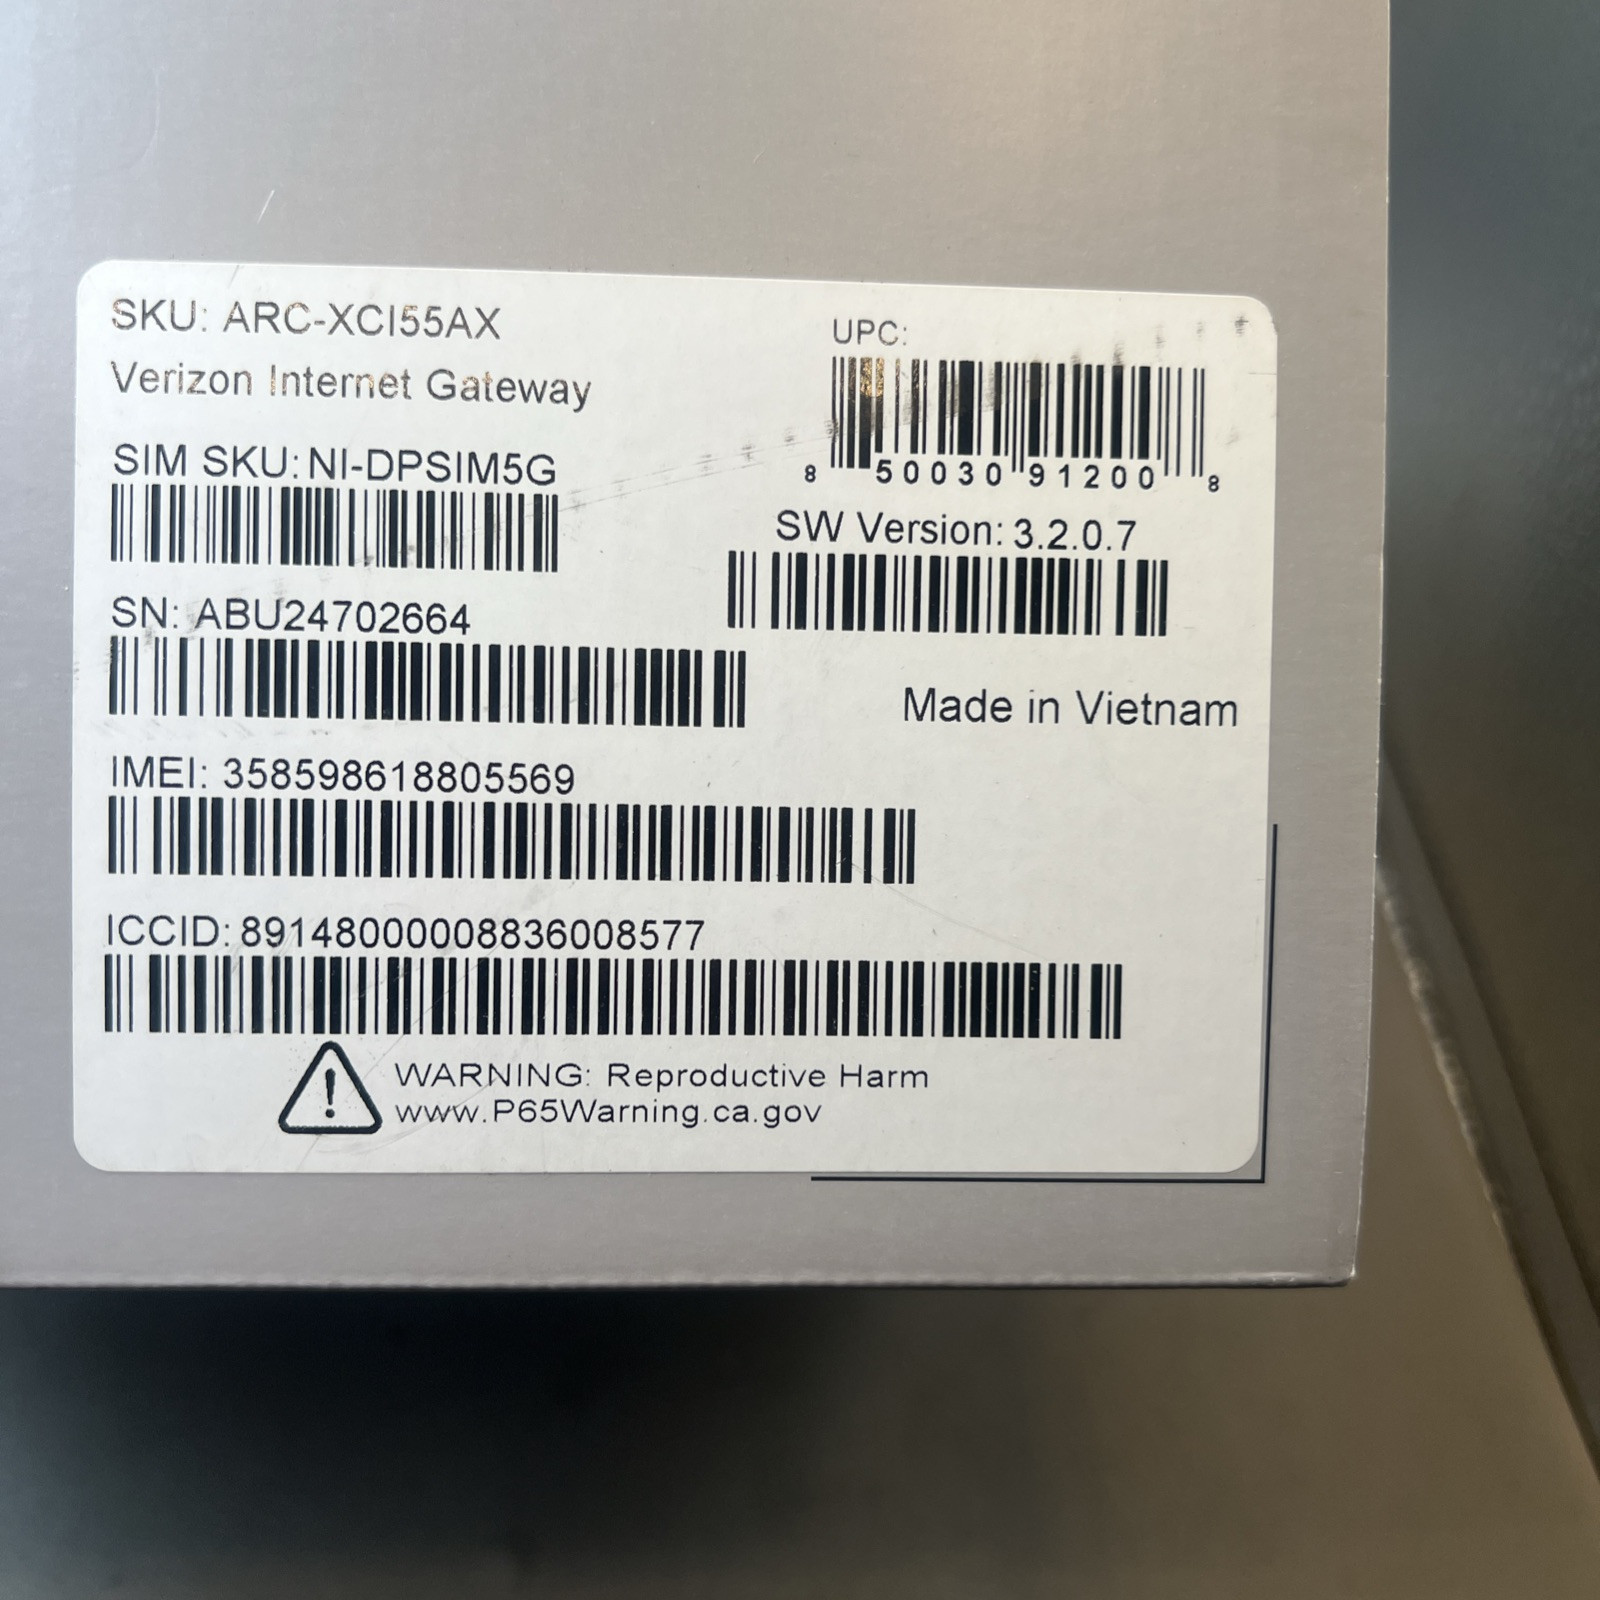 SKU: ARC-XCI55AX
Verizon Internet Gateway
UPC:
8 50030 91200 8
SIM SKU: NI-DPSIM5G
SW Version: 3.2.0.7
SN: ABU24702664
Made in Vietnam
IMEI: 358598618805569
ICCID: 89148000008836008577
WARNING: Reproductive Harm
www.P65Warning.ca.gov